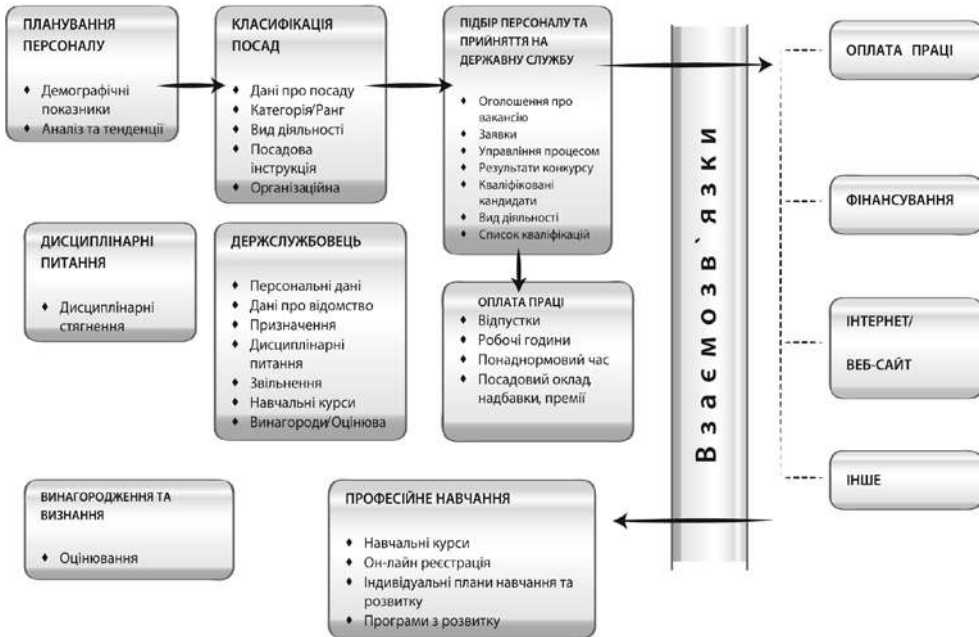 ПЛАНУВАННЯ
ПЕРСОНАЛУ
♦ Демографічні
показники
♦ Аналіз та тенденції
КЛАСИФІКАЦІЯ
ПОСАД
♦ Дані про посаду
♦ Категорія/Ранг
♦ Вид діяльності
♦ Посадова
інструкція
♦ Організаційна
ПІДБІР ПЕРСОНАЛУ ТА
ПРИЙНЯТТЯ НА
ДЕРЖАВНУ СЛУЖБУ
♦ Оголошення про
вакансію
♦ Заявки
♦ Управління процесом
♦ Результати конкурсу
♦ Кваліфіковані
кандидати
♦ Вид діяльності
♦ Список кваліфікацій
ДИСЦИПЛІНАРНІ
ПИТАННЯ
♦ Дисциплінарні
стягнення
ДЕРЖСЛУЖБОВЕЦЬ
♦ Персональні дані
♦ Дані про відомство
♦ Призначення
♦ Дисциплінарні
питання
♦ Звільнення
♦ Навчальні курси
♦ Винагороди/Оцінюва
ОПЛАТА ПРАЦІ
♦ Відпустки
♦ Робочі години
♦ Понаднормовий час
♦ Посадовий оклад,
надбавки, премії
ВИНАГОРОДЖЕННЯ ТА
ВИЗНАННЯ
♦ Оцінювання
ПРОФЕСІЙНЕ НАВЧАННЯ
♦ Навчальні курси
♦ Он-лайн реєстрація
♦ Індивідуальні плани навчання та
розвитку
♦ Програми з розвитку
Взаємозв`язки
ОПЛАТА ПРАЦІ
ФІНАНСУВАННЯ
ІНТЕРНЕТ/
ВЕБ-САЙТ
ІНШЕ